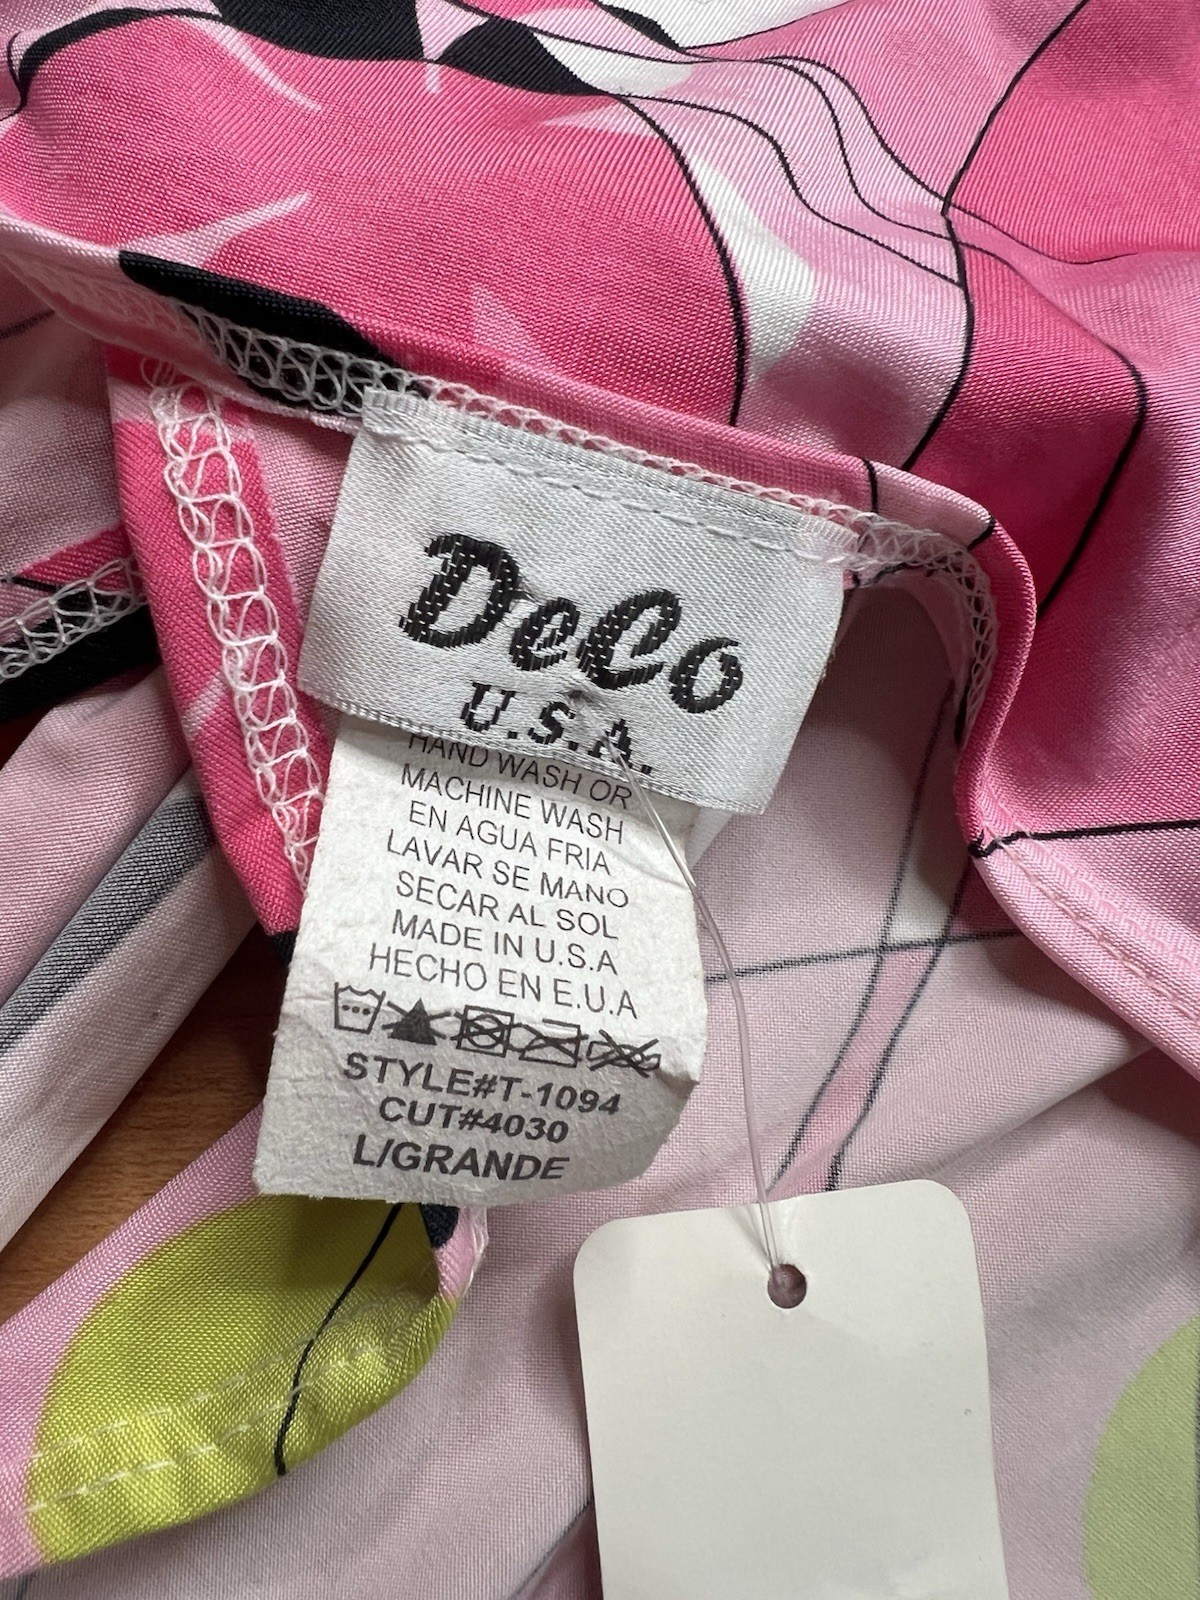 DeCo
U.S.A.
HAND WASH OR
MACHINE WASH
EN AGUA FRIA
LAVAR SE MANO
SECAR AL SOL
MADE IN U.S.A
HECHO EN E.U.A
STYLE#T-1094
CUT#4030
L/GRANDE